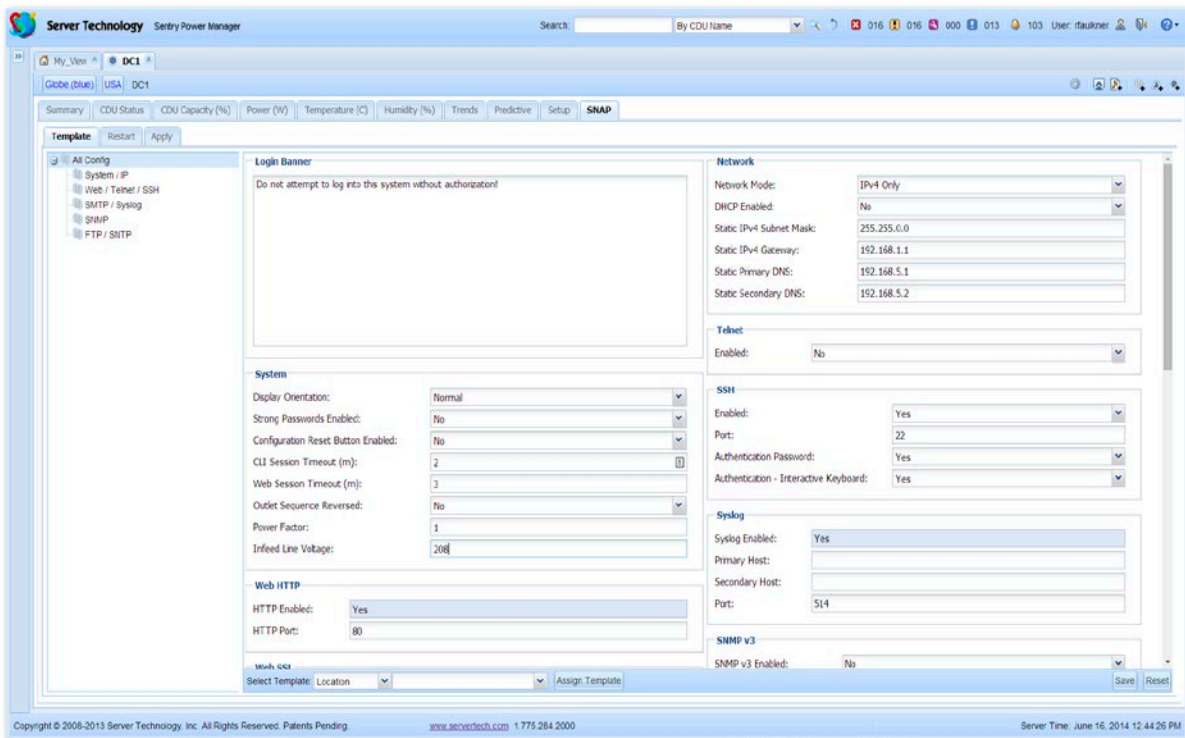 Server Technology Sentry Power Manager Search: By CDU Name 016 016 000 013 103 User: rfaulkner
My_View DC1
Globe (blue) USA DC1
Summary CDU Status CDU Capacity (%) Power (W) Temperature (C) Humidity (%) Trends Predictive Setup SNAP
Template Restart Apply
All Config
System / IP
Web / Telnet / SSH
SMTP / Syslog
SNMP
FTP / SNTP
Login Banner
Do not attempt to log into this system without authorization!
System
Display Orientation: Normal
Strong Passwords Enabled: No
Configuration Reset Button Enabled: No
CLI Session Timeout (m): 2
Web Session Timeout (m): 3
Outlet Sequence Reversed: No
Power Factor: 1
Infeed Line Voltage: 208
Web HTTP
HTTP Enabled: Yes
HTTP Port: 80
Web SSL
Network
Network Mode: IPv4 Only
DHCP Enabled: No
Static IPv4 Subnet Mask: 255.255.0.0
Static IPv4 Gateway: 192.168.1.1
Static Primary DNS: 192.168.5.1
Static Secondary DNS: 192.168.5.2
Telnet
Enabled: No
SSH
Enabled: Yes
Port: 22
Authentication Password: Yes
Authentication - Interactive Keyboard: Yes
Syslog
Syslog Enabled: Yes
Primary Host:
Secondary Host:
Port: 514
SNMP v3
SNMP v3 Enabled: No
Select Template: Location Assign Template Save Reset
Copyright © 2008-2013 Server Technology, Inc. All Rights Reserved. Patents Pending. www.servertech.com 1.775.284.2000 Server Time: June 16, 2014 12:44:26 PM